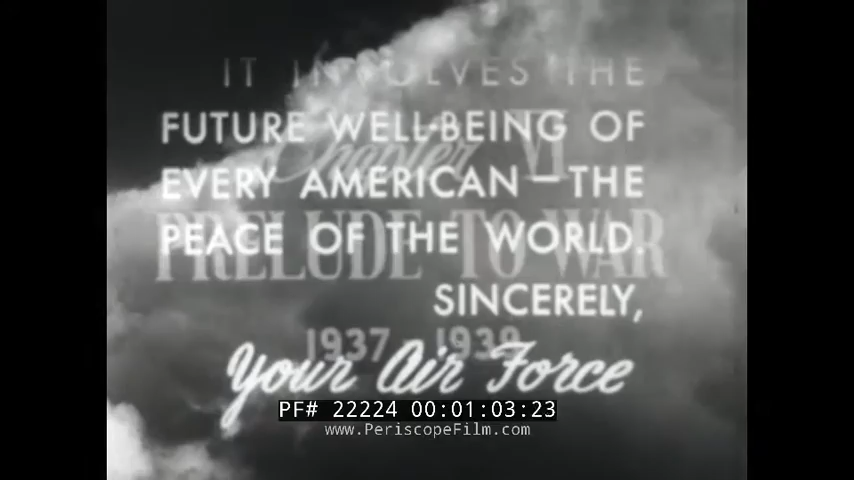 IT INVOLVES THE
FUTURE WELL-BEING OF
Chapter VI
EVERY AMERICAN—THE
PRELUDE TO WAR
PEACE OF THE WORLD.
SINCERELY,
1937 1939
Your Air Force
PF# 22224 00:01:03:23
www.PeriscopeFilm.com